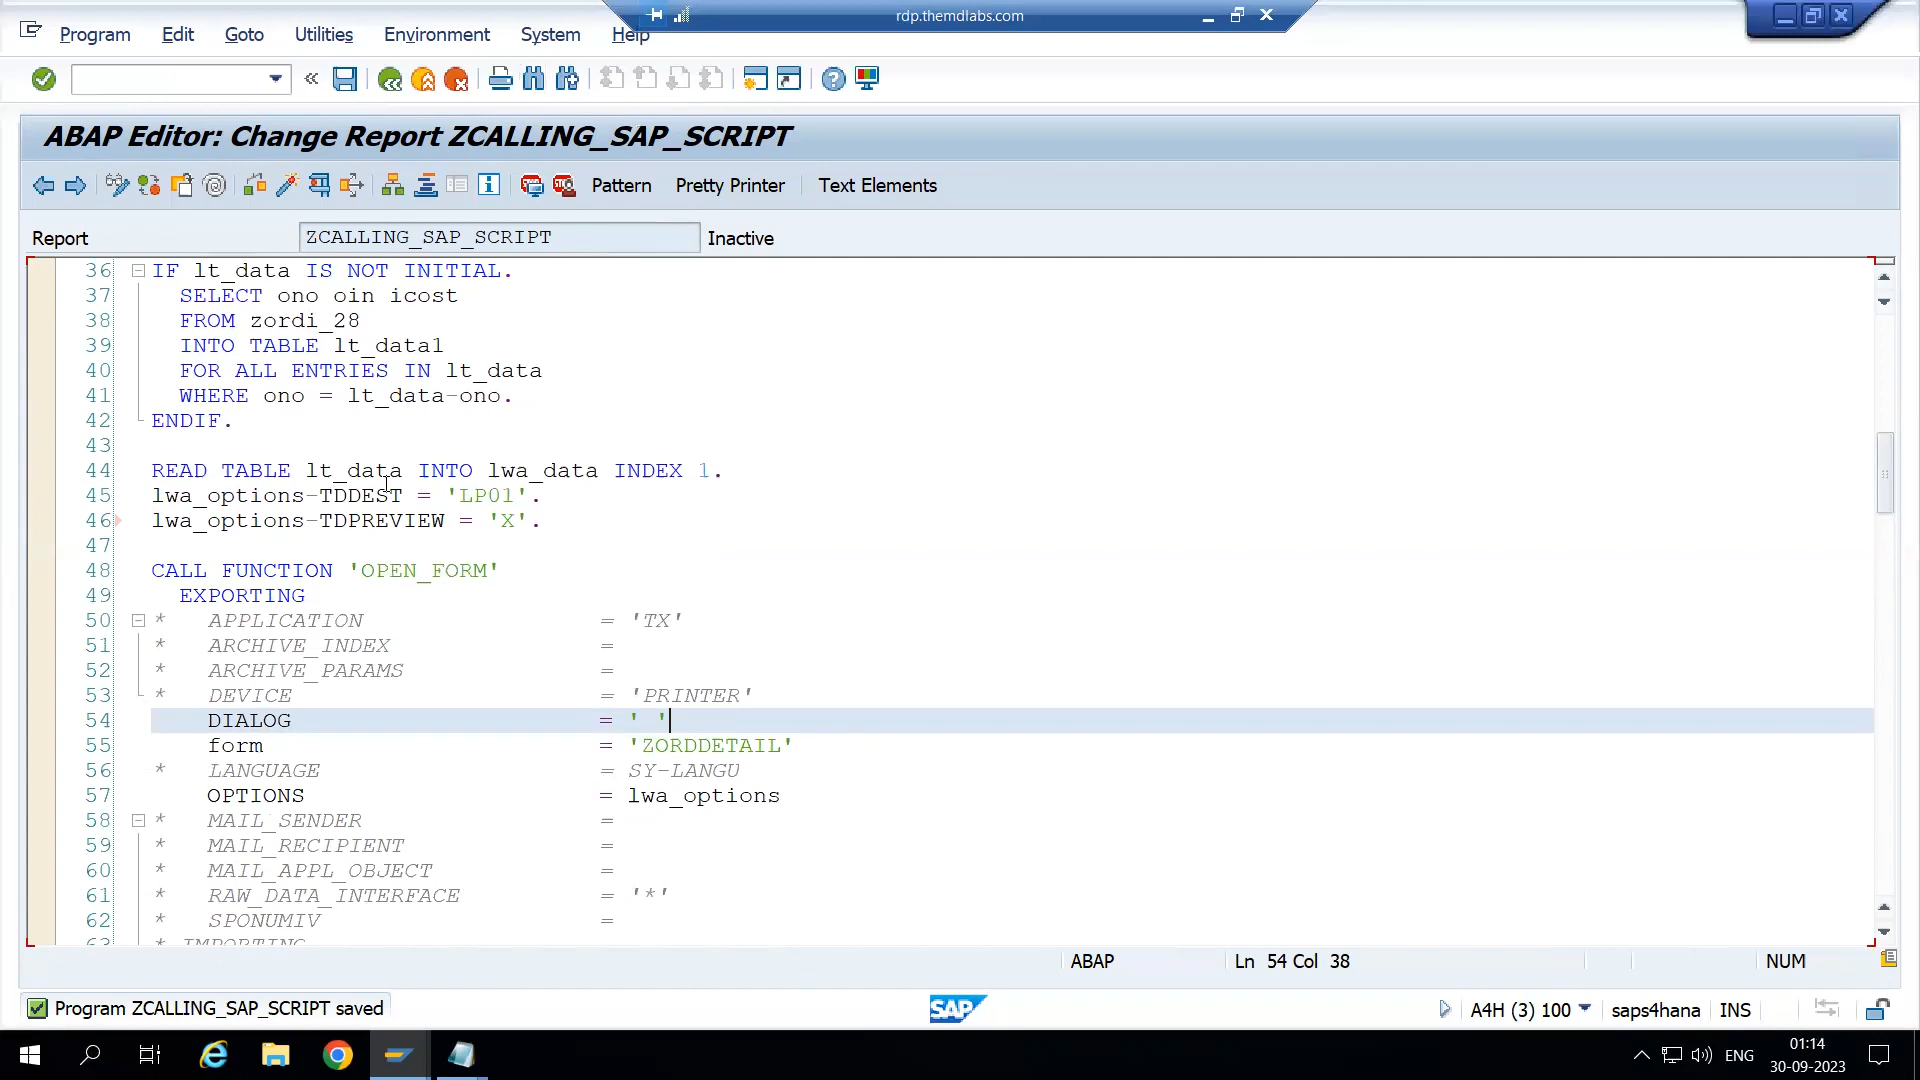 rdp.themdlabs.com
Program Edit Goto Utilities Environment System Help
ABAP Editor: Change Report ZCALLING_SAP_SCRIPT
Pattern Pretty Printer Text Elements
Report ZCALLING_SAP_SCRIPT Inactive
36 IF lt_data IS NOT INITIAL.
37 SELECT ono oin icost
38 FROM zordi_28
39 INTO TABLE lt_data1
40 FOR ALL ENTRIES IN lt_data
41 WHERE ono = lt_data-ono.
42 ENDIF.
43
44 READ TABLE lt_data INTO lwa_data INDEX 1.
45 lwa_options-TDDEST = 'LP01'.
46 lwa_options-TDPREVIEW = 'X'.
47
48 CALL FUNCTION 'OPEN_FORM'
49 EXPORTING
50 * APPLICATION = 'TX'
51 * ARCHIVE_INDEX =
52 * ARCHIVE_PARAMS =
53 * DEVICE = 'PRINTER'
54 DIALOG = ' '
55 form = 'ZORDDETAIL'
56 * LANGUAGE = SY-LANGU
57 OPTIONS = lwa_options
58 * MAIL_SENDER =
59 * MAIL_RECIPIENT =
60 * MAIL_APPL_OBJECT =
61 * RAW_DATA_INTERFACE = '*'
62 * SPONUMIV =
63 * IMPORTING
ABAP Ln 54 Col 38 NUM
Program ZCALLING_SAP_SCRIPT saved SAP A4H (3) 100 saps4hana INS
ENG 01:14
30-09-2023